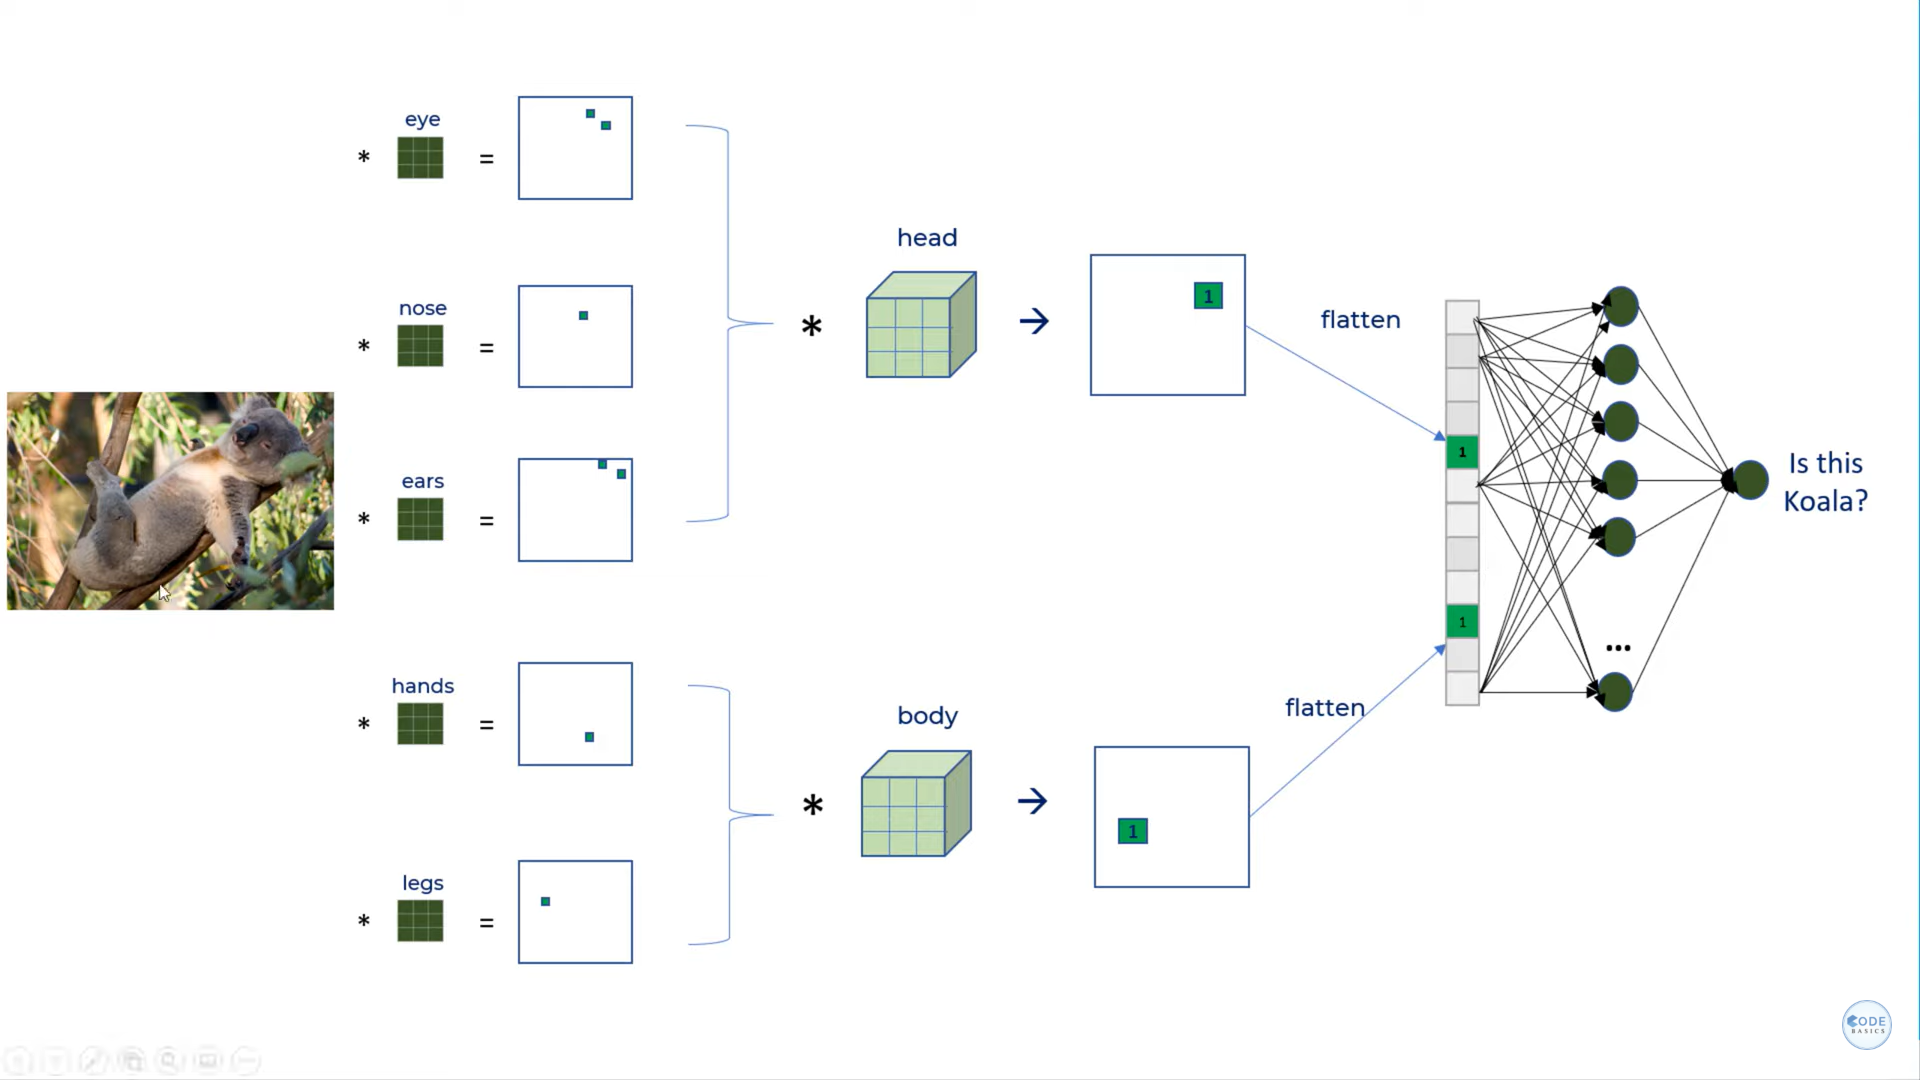 eye
*
=
nose
*
=
ears
*
=
head
*
→
1
flatten
hands
*
=
legs
*
=
body
*
→
1
flatten
1
1
...
Is this
Koala?
CODE
BASICS